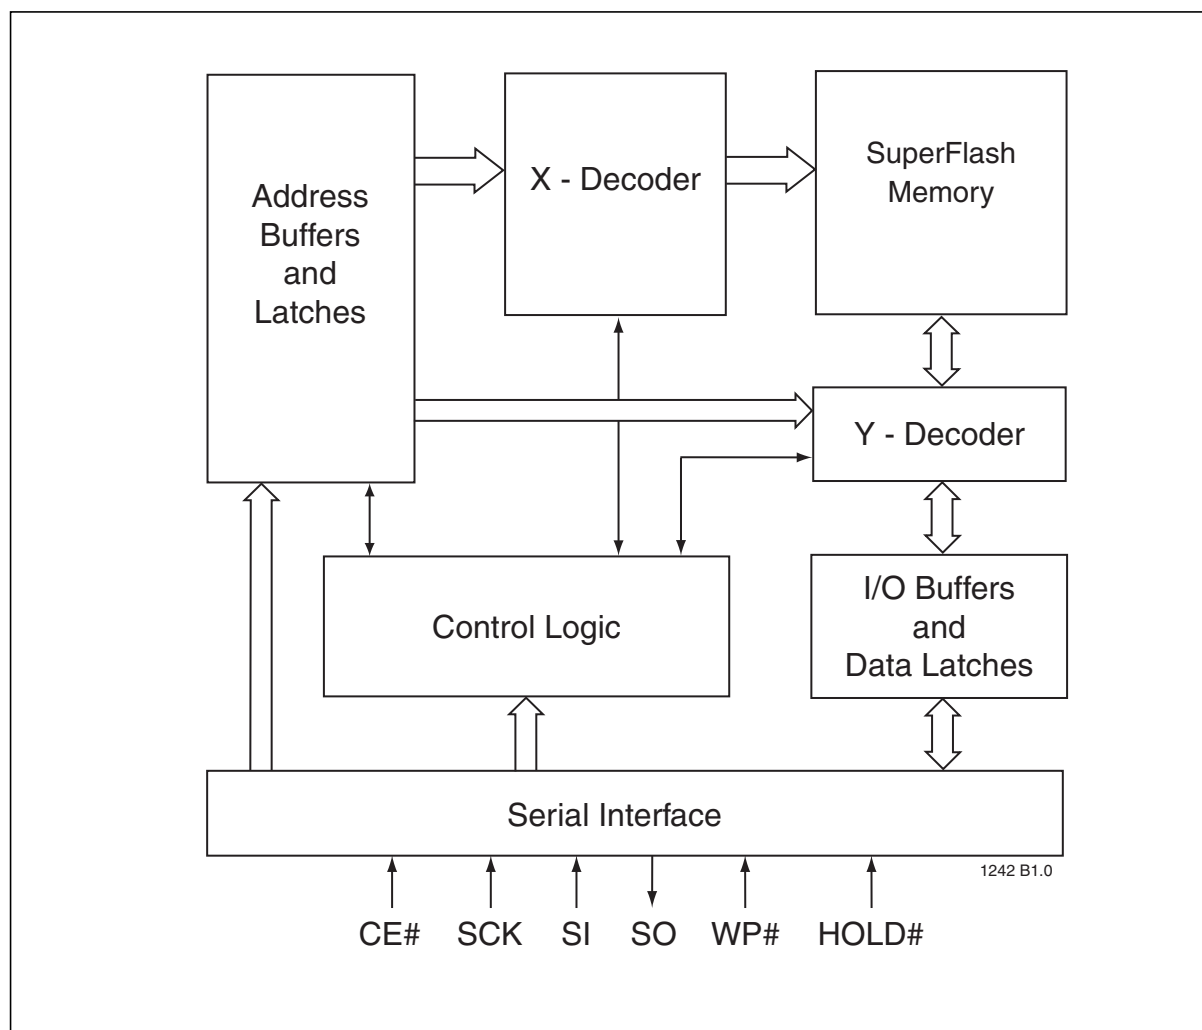 Address
Buffers
and
Latches
X - Decoder
SuperFlash
Memory
Y - Decoder
Control Logic
I/O Buffers
and
Data Latches
Serial Interface
1242 B1.0
CE# SCK SI SO WP# HOLD#